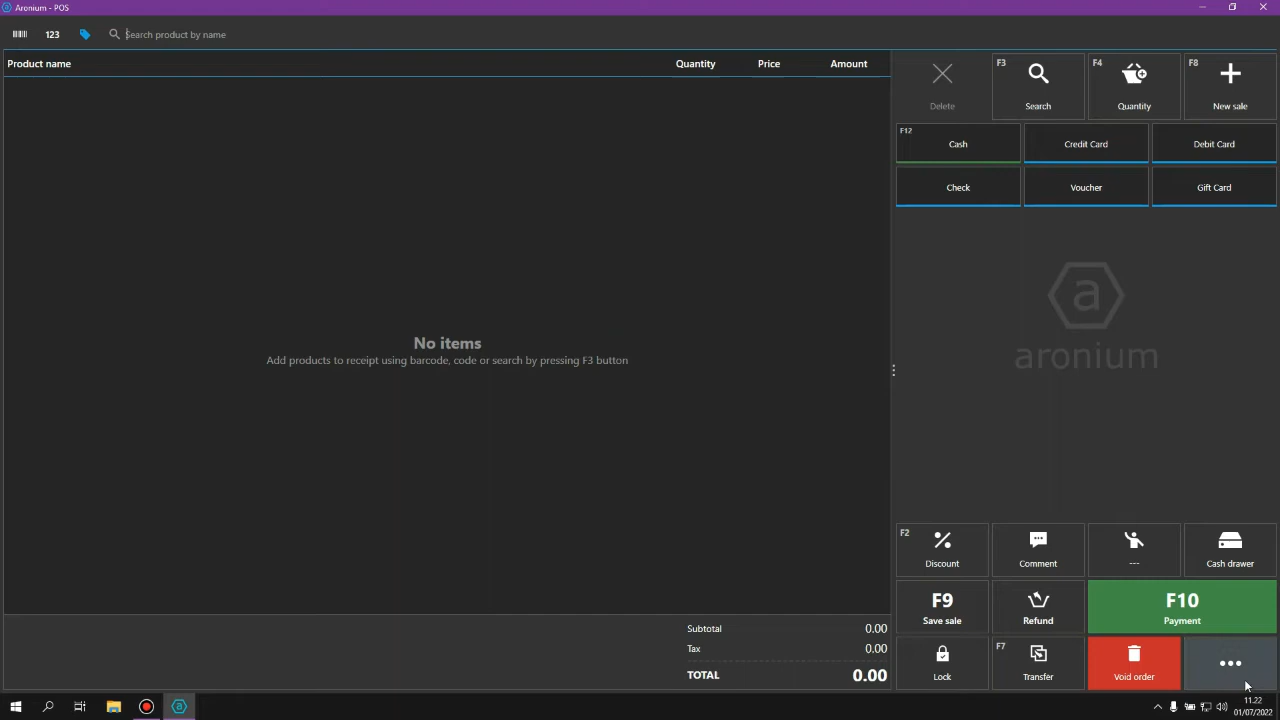 Aronium - POS
123
Search product by name
Product name Quantity Price Amount
Delete
F3 Search
F4 Quantity
F8 New sale
F12 Cash
Credit Card
Debit Card
Check
Voucher
Gift Card
a
aronium
No items
Add products to receipt using barcode, code or search by pressing F3 button
F2 Discount
Comment
---
Cash drawer
F9
Save sale
Refund
F10
Payment
Subtotal 0.00
Tax 0.00
TOTAL 0.00
Lock
F7 Transfer
Void order
11.22
01/07/2022